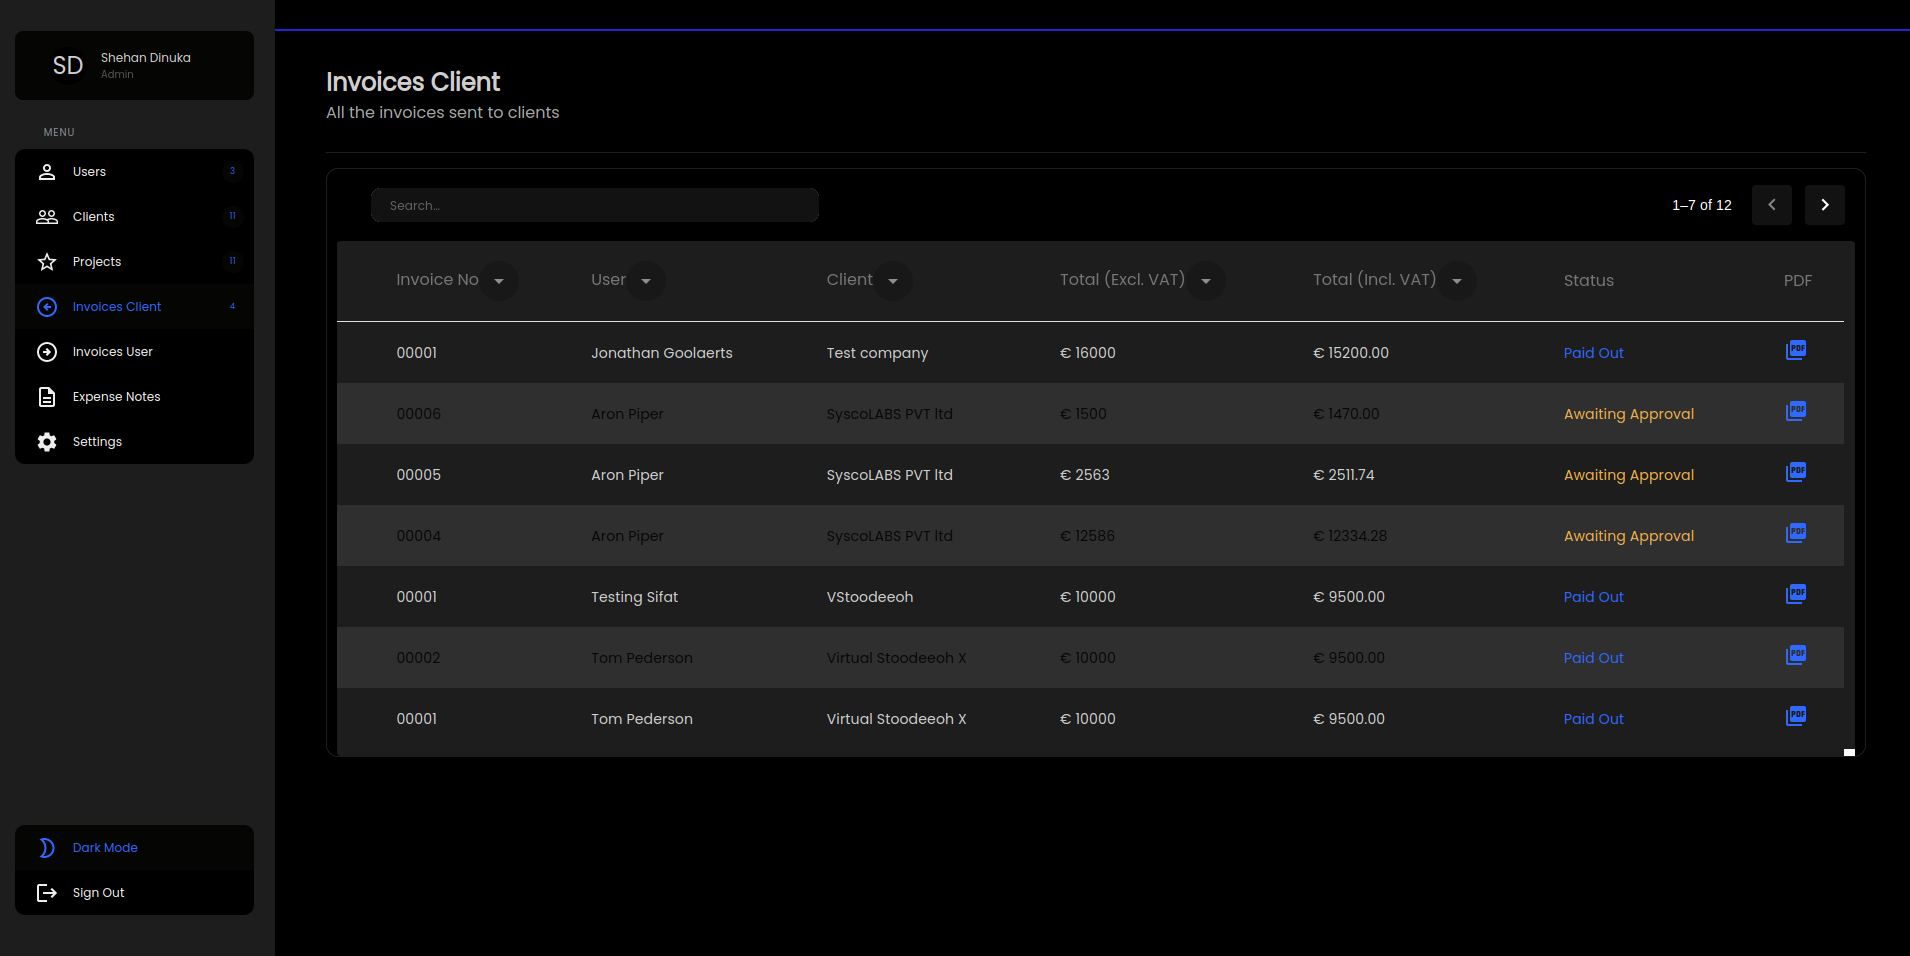 SD
Shehan Dinuka
Admin
MENU
Users 3
Clients 11
Projects 11
Invoices Client 4
Invoices User
Expense Notes
Settings
Dark Mode
Sign Out
Invoices Client
All the invoices sent to clients
Search... 1–7 of 12
Invoice No User Client Total (Excl. VAT) Total (Incl. VAT) Status PDF
00001 Jonathan Goolaerts Test company € 16000 € 15200.00 Paid Out PDF
00006 Aron Piper SyscoLABS PVT ltd € 1500 € 1470.00 Awaiting Approval PDF
00005 Aron Piper SyscoLABS PVT ltd € 2563 € 2511.74 Awaiting Approval PDF
00004 Aron Piper SyscoLABS PVT ltd € 12586 € 12334.28 Awaiting Approval PDF
00001 Testing Sifat VStoodeeoh € 10000 € 9500.00 Paid Out PDF
00002 Tom Pederson Virtual Stoodeeoh X € 10000 € 9500.00 Paid Out PDF
00001 Tom Pederson Virtual Stoodeeoh X € 10000 € 9500.00 Paid Out PDF